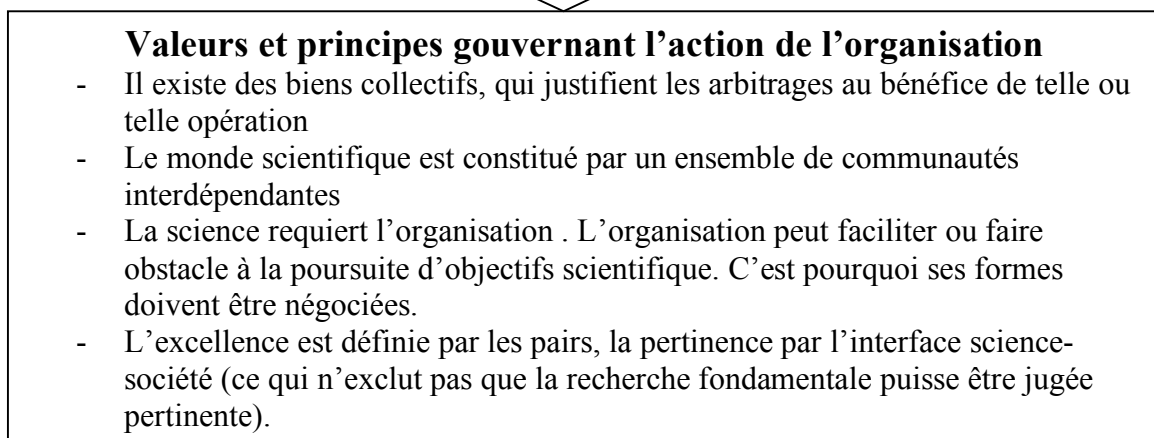 Valeurs et principes gouvernant l’action de l’organisation
- Il existe des biens collectifs, qui justifient les arbitrages au bénéfice de telle ou
telle opération
- Le monde scientifique est constitué par un ensemble de communautés
interdépendantes
- La science requiert l’organisation . L’organisation peut faciliter ou faire
obstacle à la poursuite d’objectifs scientifique. C’est pourquoi ses formes
doivent être négociées.
- L’excellence est définie par les pairs, la pertinence par l’interface science-
société (ce qui n’exclut pas que la recherche fondamentale puisse être jugée
pertinente).